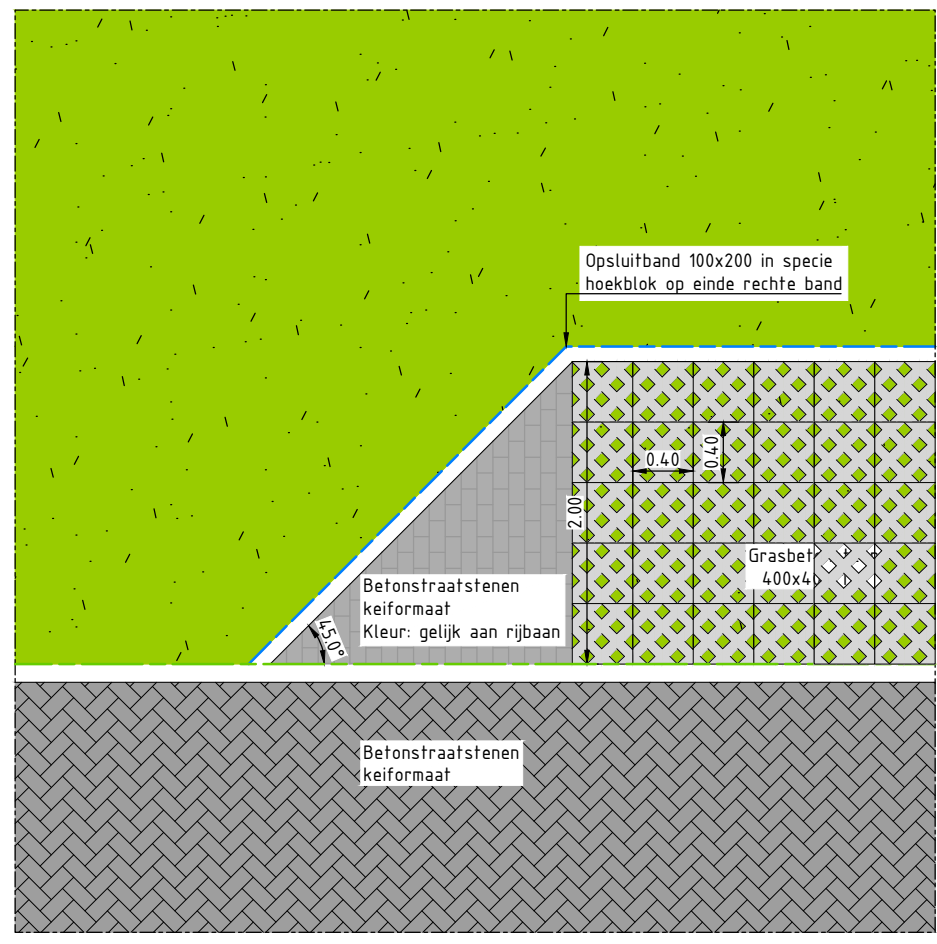 Opsluitband 100x200 in specie
hoekblok op einde rechte band
0.40
0.40
2.00
Grasbet
400x4
Betonstraatstenen
keiformaat
Kleur: gelijk aan rijbaan
45.0°
Betonstraatstenen
keiformaat